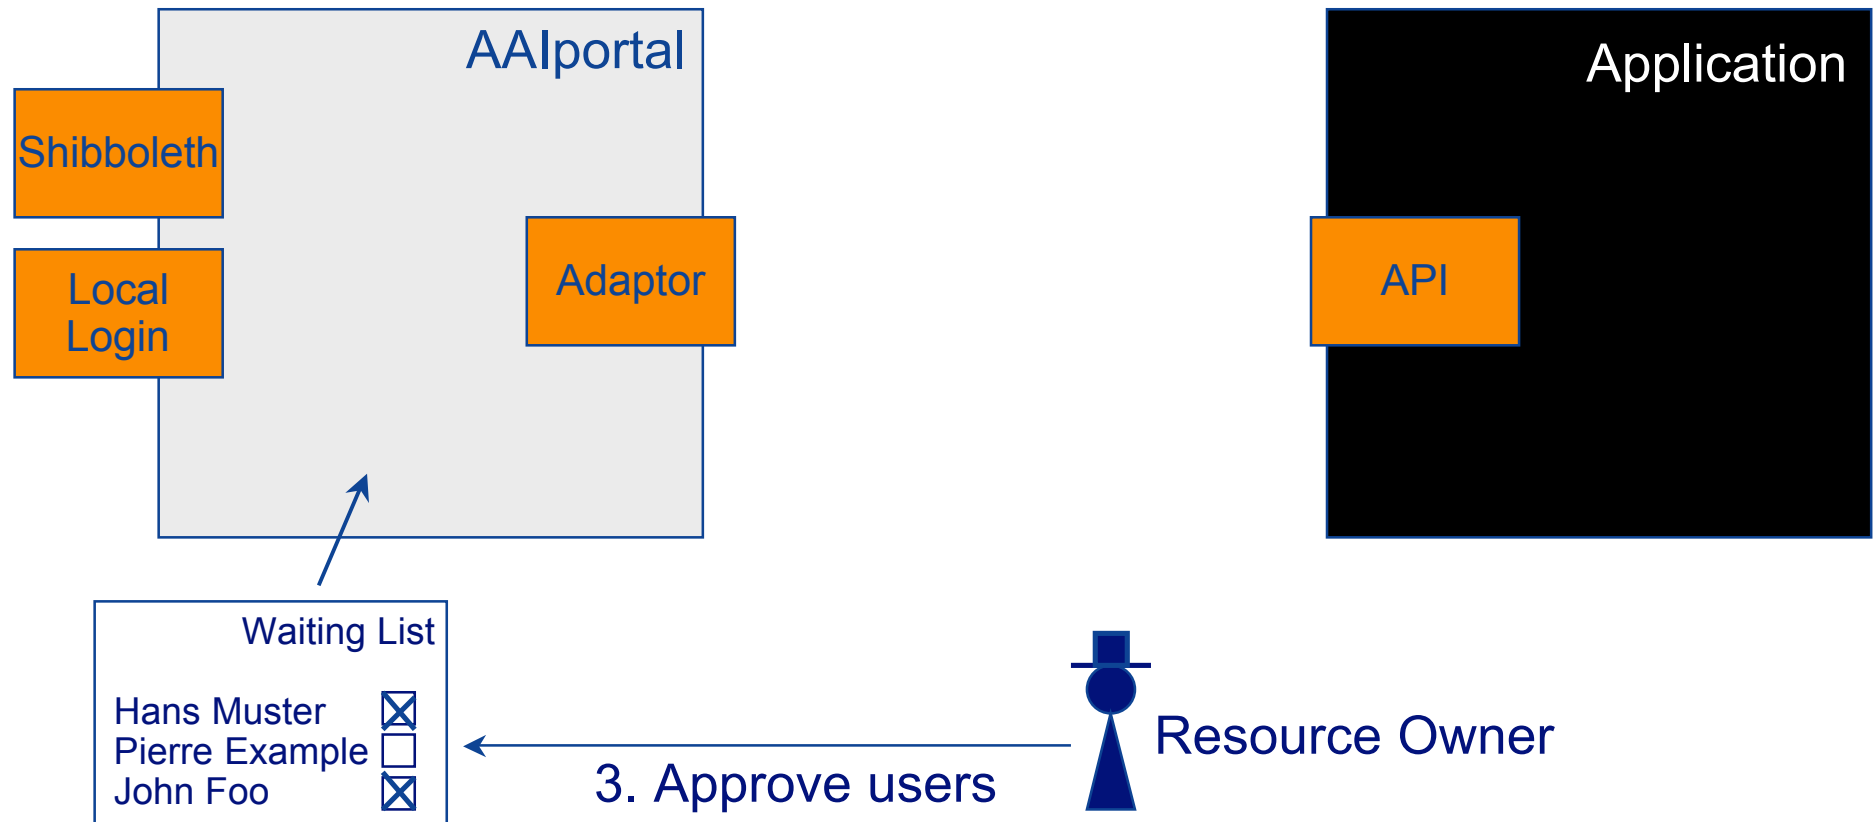 AAIportal
Application
Shibboleth
Local
Login
Adaptor
API
Waiting List
Hans Muster
Pierre Example
John Foo
3. Approve users
Resource Owner